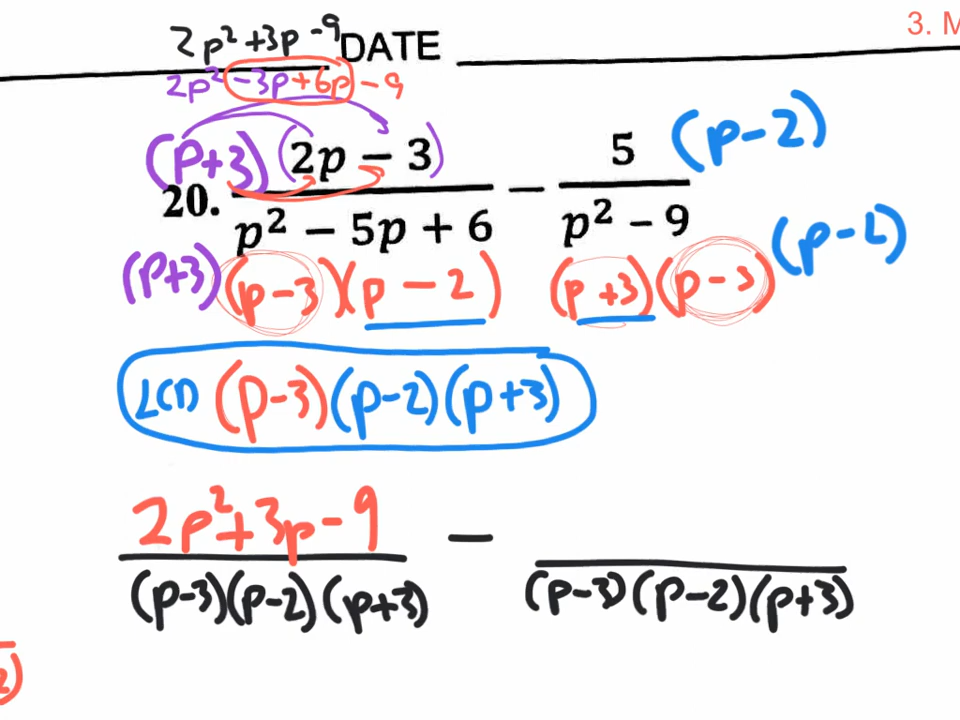 3. M
2p² +3p -9 DATE
2p² -3p +6p -9
(p+3) (2p - 3) 5 (p-2)
20. -
p² - 5p + 6 p² - 9 (p-2)
(p+3) (p-3)(p-2) (p+3)(p-3)
LCD (p-3)(p-2)(p+3)
2p²+3p-9 -
(p-3)(p-2)(p+3) (p-3)(p-2)(p+3)
2)